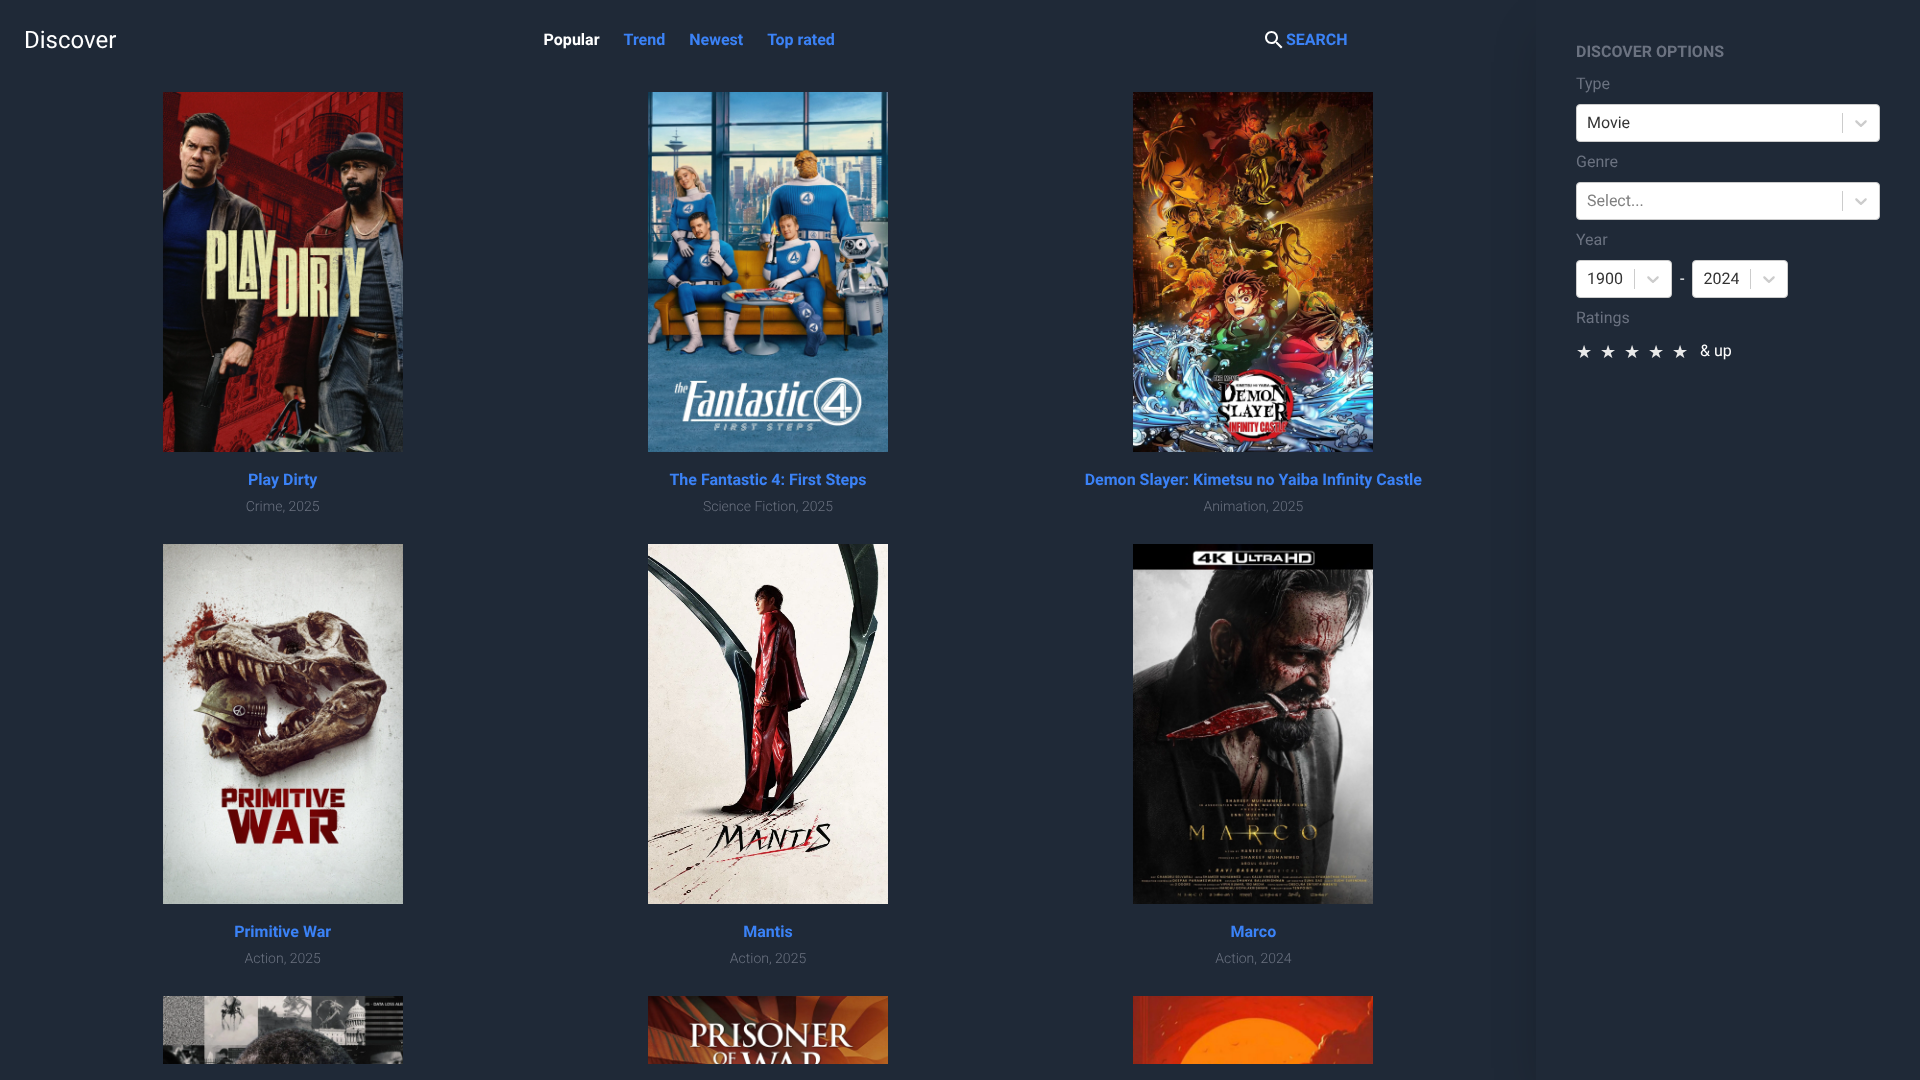 Discover
Popular Trend Newest Top rated
SEARCH
DISCOVER OPTIONS
Type
Movie
Genre
Select...
Year
1900 - 2024
Ratings
& up
PLAY DIRTY
the Fantastic 4
FIRST STEPS
DEMON
SLAYER
INFINITY CASTLE
Play Dirty
Crime, 2025
The Fantastic 4: First Steps
Science Fiction, 2025
Demon Slayer: Kimetsu no Yaiba Infinity Castle
Animation, 2025
PRIMITIVE
WAR
MANTIS
4K ULTRA HD
MARCO
Primitive War
Action, 2025
Mantis
Action, 2025
Marco
Action, 2024
PRISONER
OF WAR